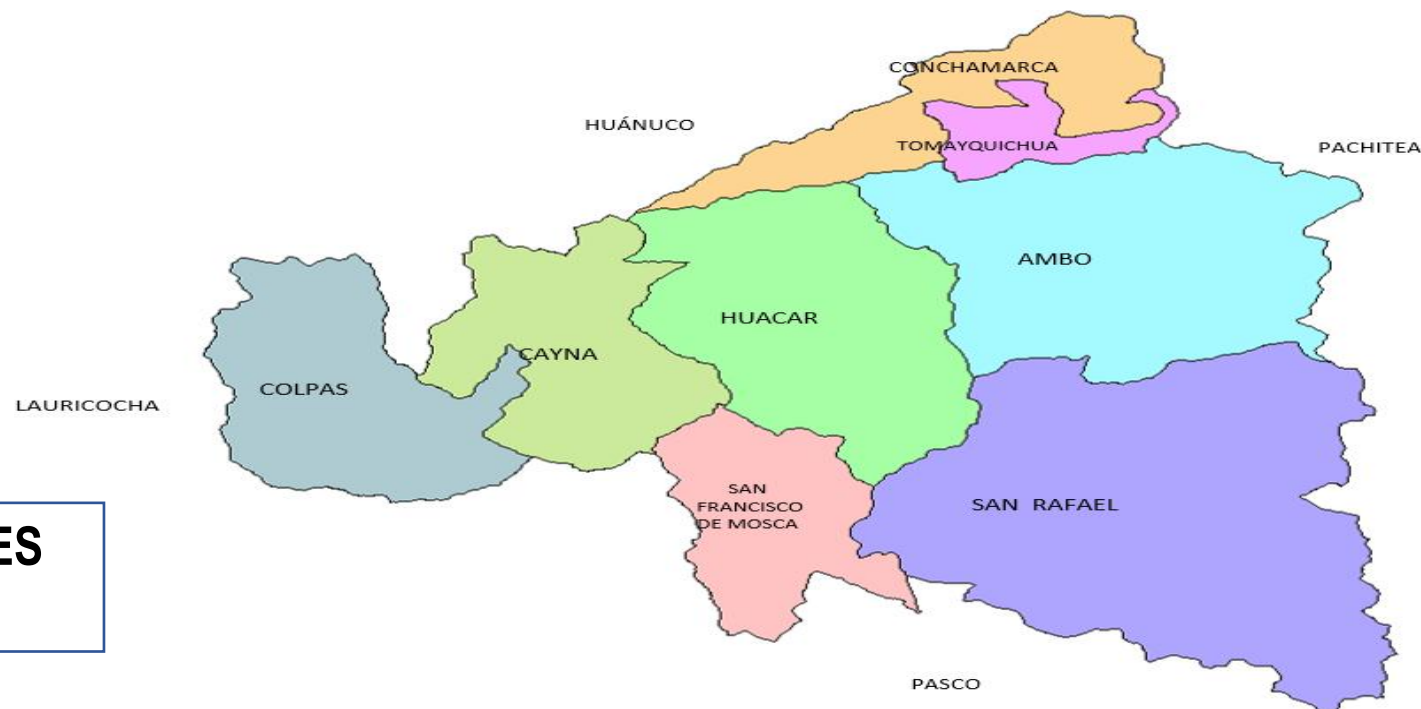 CONCHAMARCA
HUÁNUCO
TOMAYQUICHUA
PACHITEA
AMBO
HUACAR
CAYNA
COLPAS
LAURICOCHA
SAN
FRANCISCO
DE MOSCA
SAN RAFAEL
ES
PASCO